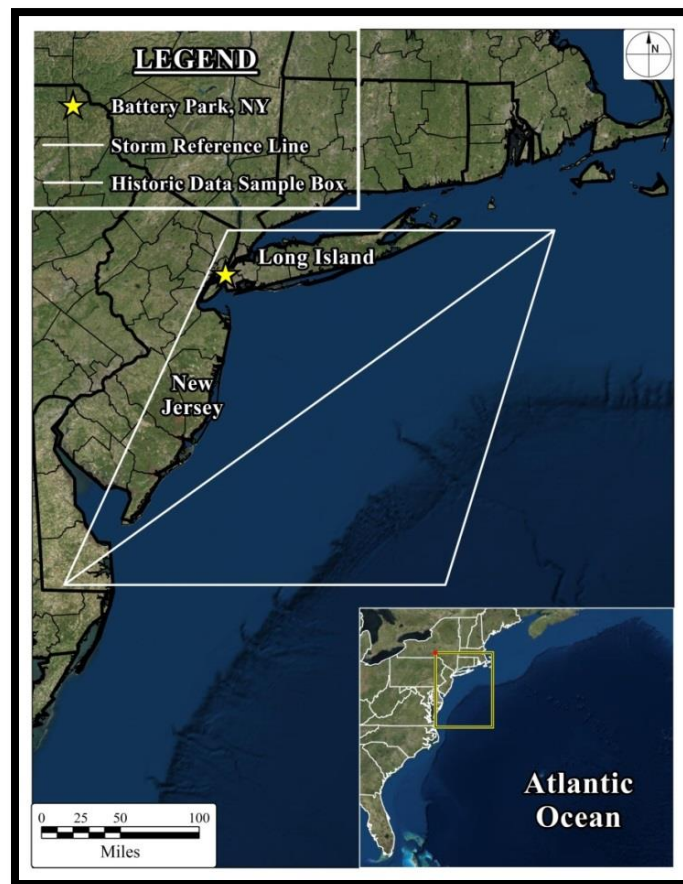 LEGEND
Battery Park, NY
Storm Reference Line
Historic Data Sample Box
N
Long Island
New
Jersey
0 25 50 100
Miles
Atlantic
Ocean